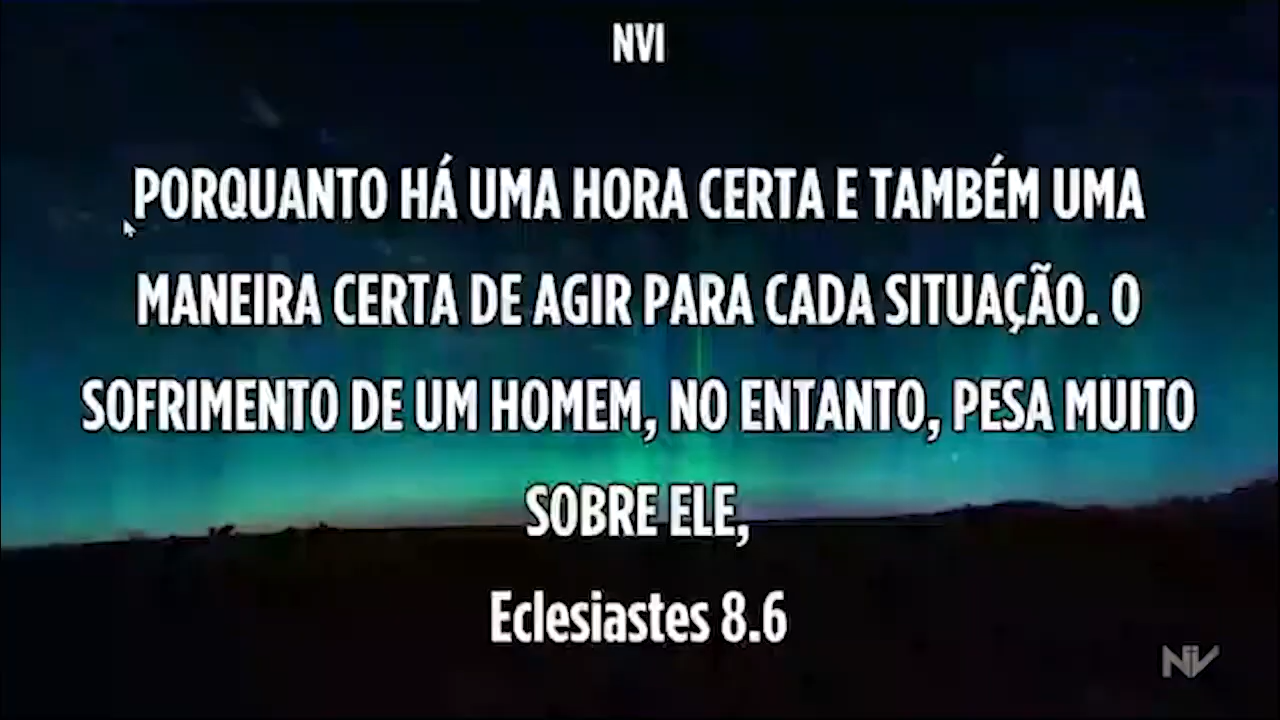 NVI
PORQUANTO HÁ UMA HORA CERTA E TAMBÉM UMA
MANEIRA CERTA DE AGIR PARA CADA SITUAÇÃO. O
SOFRIMENTO DE UM HOMEM, NO ENTANTO, PESA MUITO
SOBRE ELE,
Eclesiastes 8.6
NIV